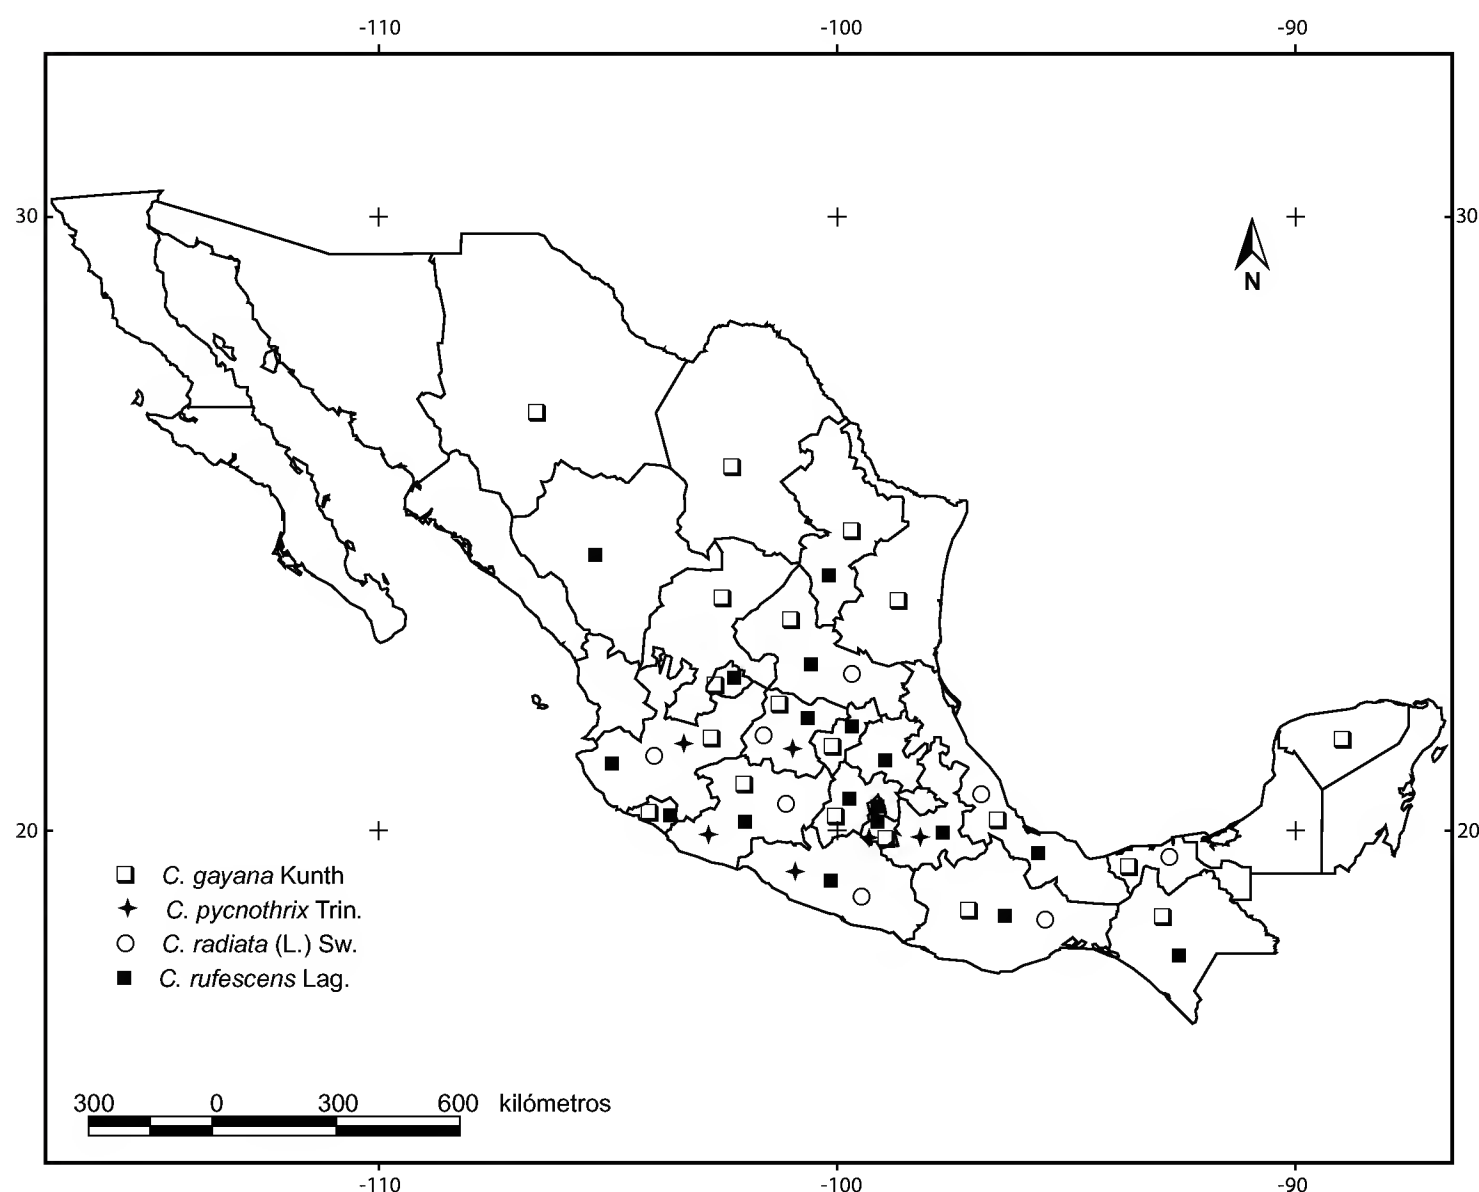 -110 -100 -90
30 30
N
20 20
C. gayana Kunth
C. pycnothrix Trin.
C. radiata (L.) Sw.
C. rufescens Lag.
300 0 300 600 kilómetros
-110 -100 -90